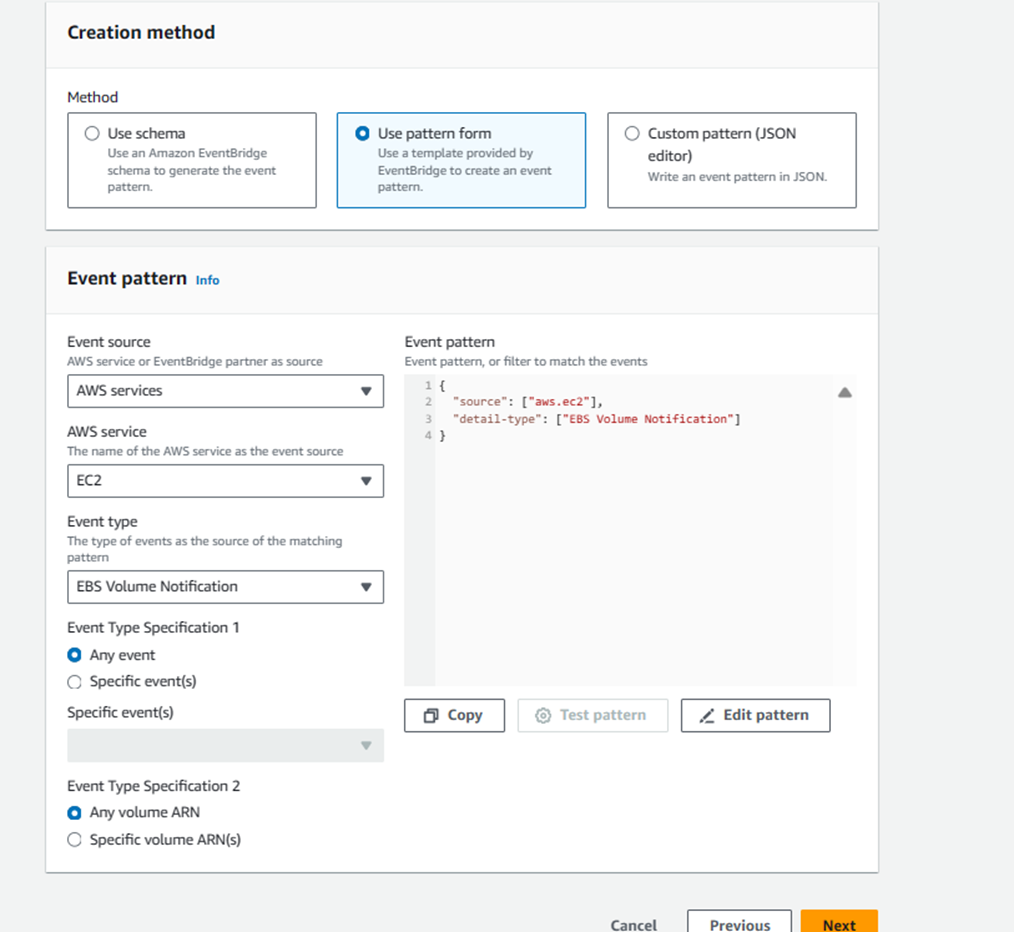 Creation method
Method
Use schema
Use an Amazon EventBridge
schema to generate the event
pattern.
Use pattern form
Use a template provided by
EventBridge to create an event
pattern.
Custom pattern (JSON
editor)
Write an event pattern in JSON.
Event pattern Info
Event source
AWS service or EventBridge partner as source
AWS services
AWS service
The name of the AWS service as the event source
EC2
Event type
The type of events as the source of the matching
pattern
EBS Volume Notification
Event Type Specification 1
Any event
Specific event(s)
Specific event(s)
Event Type Specification 2
Any volume ARN
Specific volume ARN(s)
Event pattern
Event pattern, or filter to match the events
1 {
2 "source": ["aws.ec2"],
3 "detail-type": ["EBS Volume Notification"]
4 }
Copy Test pattern Edit pattern
Cancel Previous Next